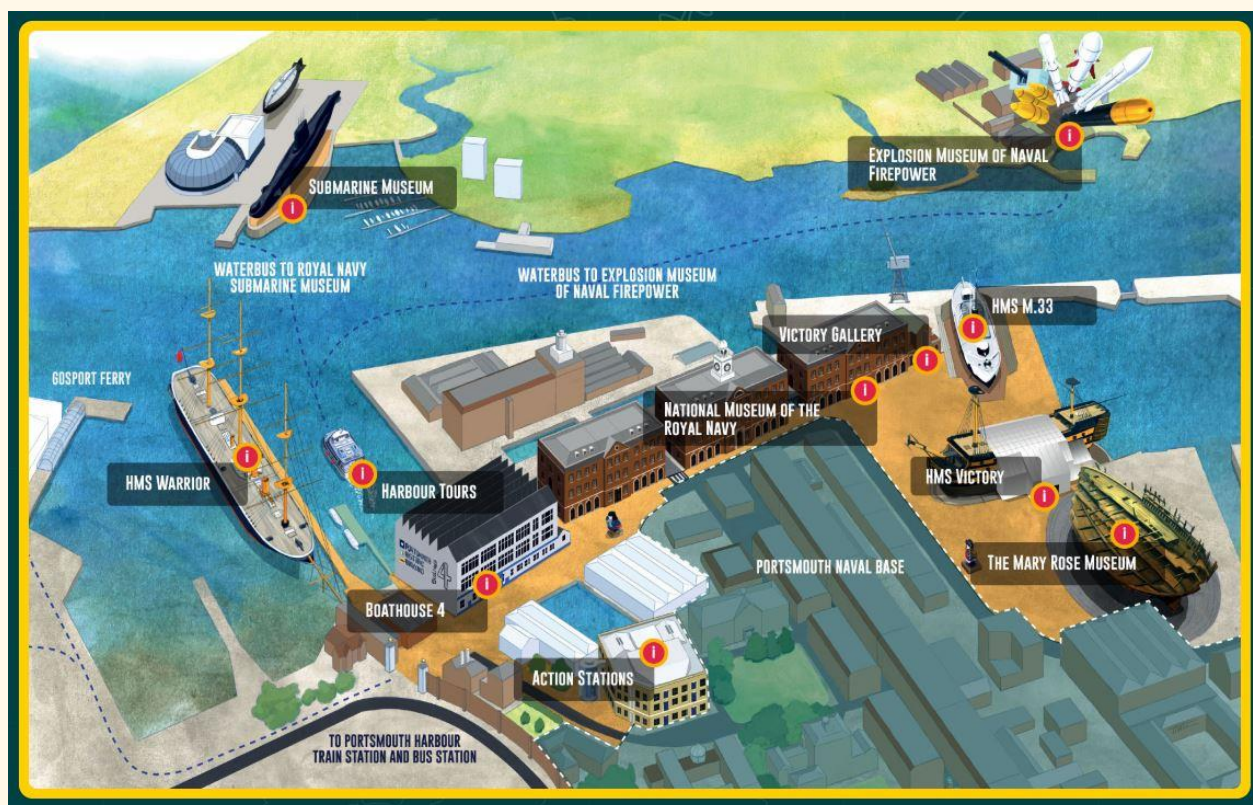 Explosion Museum of Naval
Firepower
Submarine Museum
Waterbus to Royal Navy
Submarine Museum
Waterbus to Explosion Museum
of Naval Firepower
HMS M.33
Victory Gallery
Gosport Ferry
National Museum of the
Royal Navy
HMS Warrior
Harbour Tours
HMS Victory
4
Portsmouth Naval Base
The Mary Rose Museum
Boathouse 4
Action Stations
To Portsmouth Harbour
Train Station and Bus Station